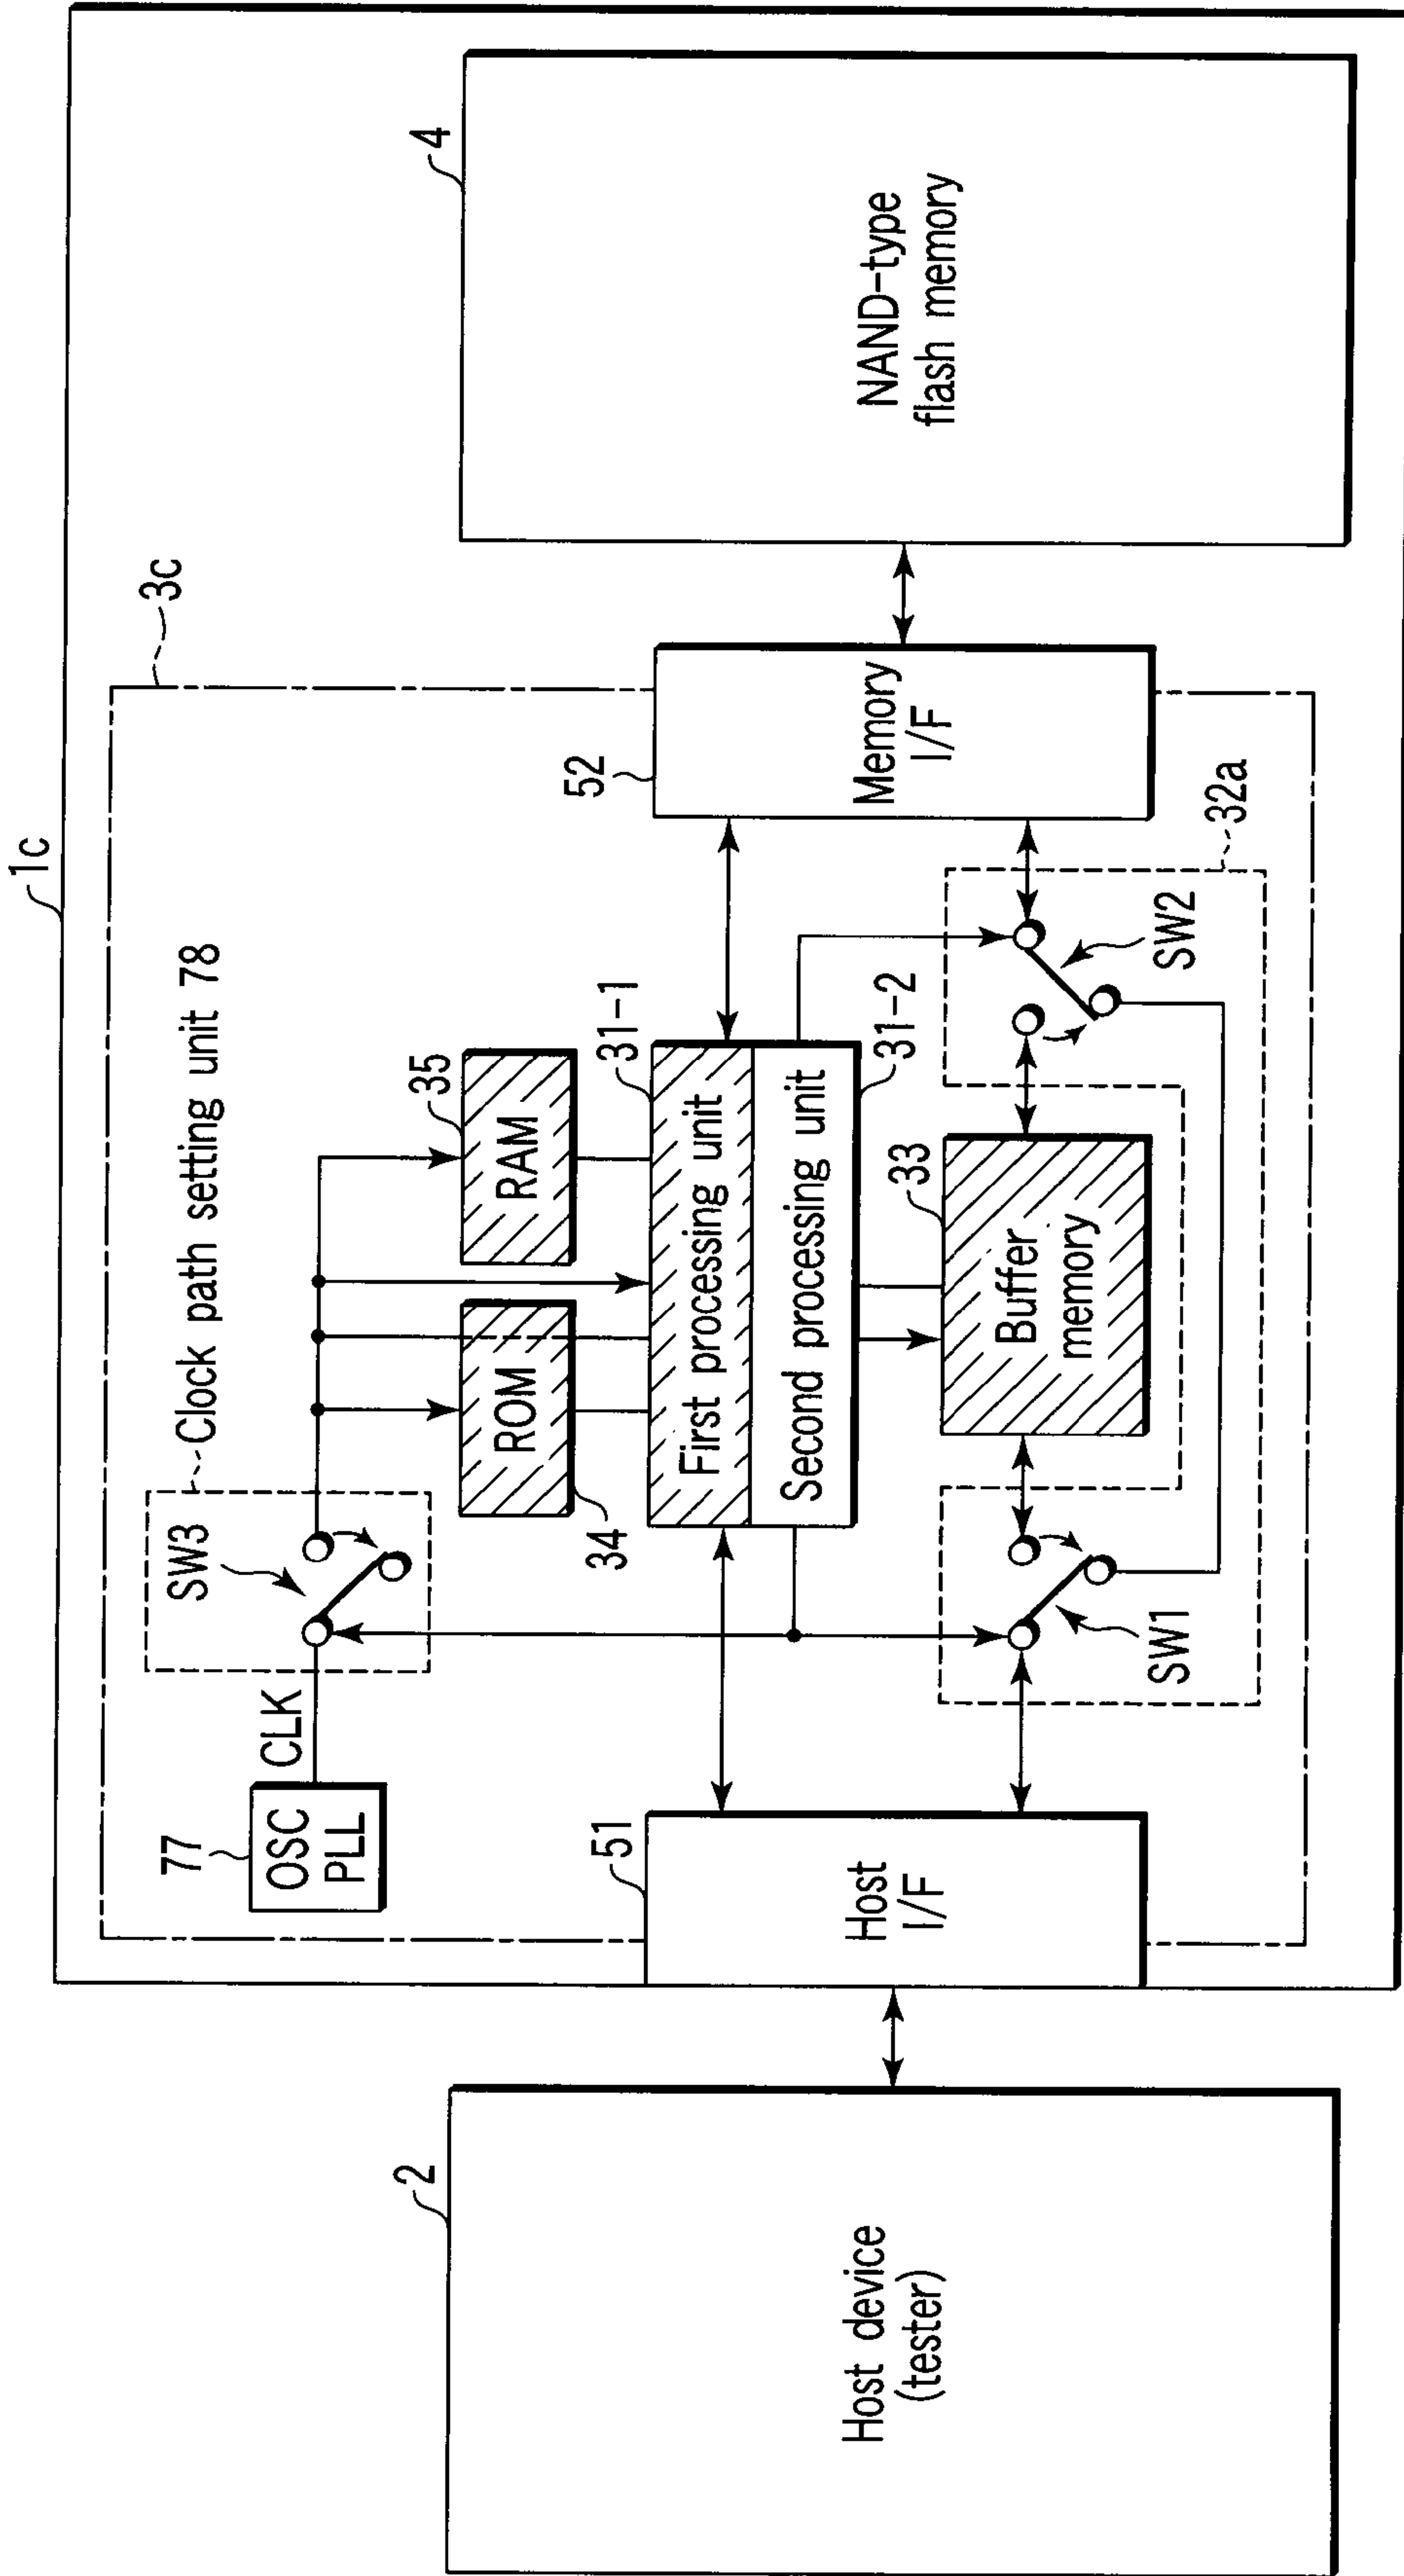 1c
3c
Clock path setting unit 78
SW3
77
OSC
PLL
CLK
35
RAM
34
ROM
31-1
First processing unit
Second processing unit
31-2
33
Buffer
memory
SW1
SW2
32a
51
Host
I/F
52
Memory
I/F
2
Host device
(tester)
4
NAND-type
flash memory